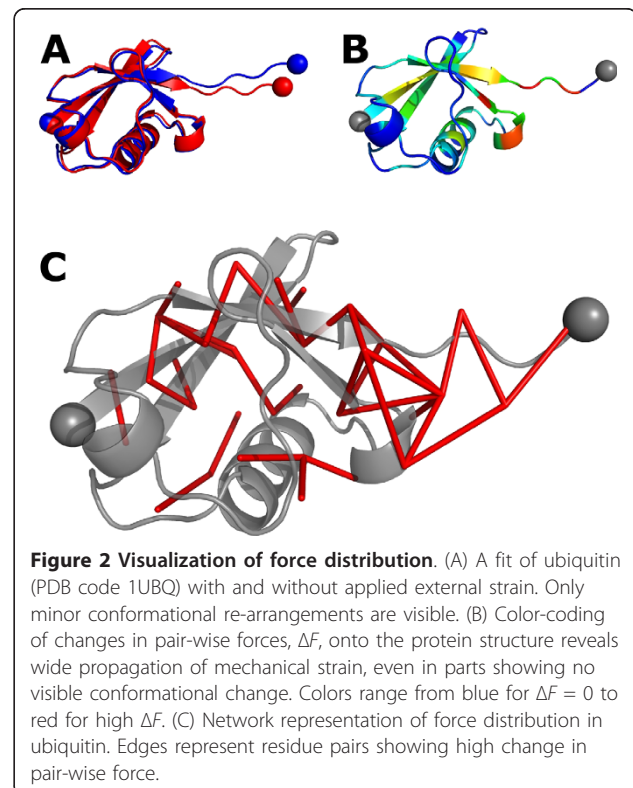 A
B
C
Figure 2 Visualization of force distribution. (A) A fit of ubiquitin
(PDB code 1UBQ) with and without applied external strain. Only
minor conformational re-arrangements are visible. (B) Color-coding
of changes in pair-wise forces, ΔF, onto the protein structure reveals
wide propagation of mechanical strain, even in parts showing no
visible conformational change. Colors range from blue for ΔF = 0 to
red for high ΔF. (C) Network representation of force distribution in
ubiquitin. Edges represent residue pairs showing high change in
pair-wise force.